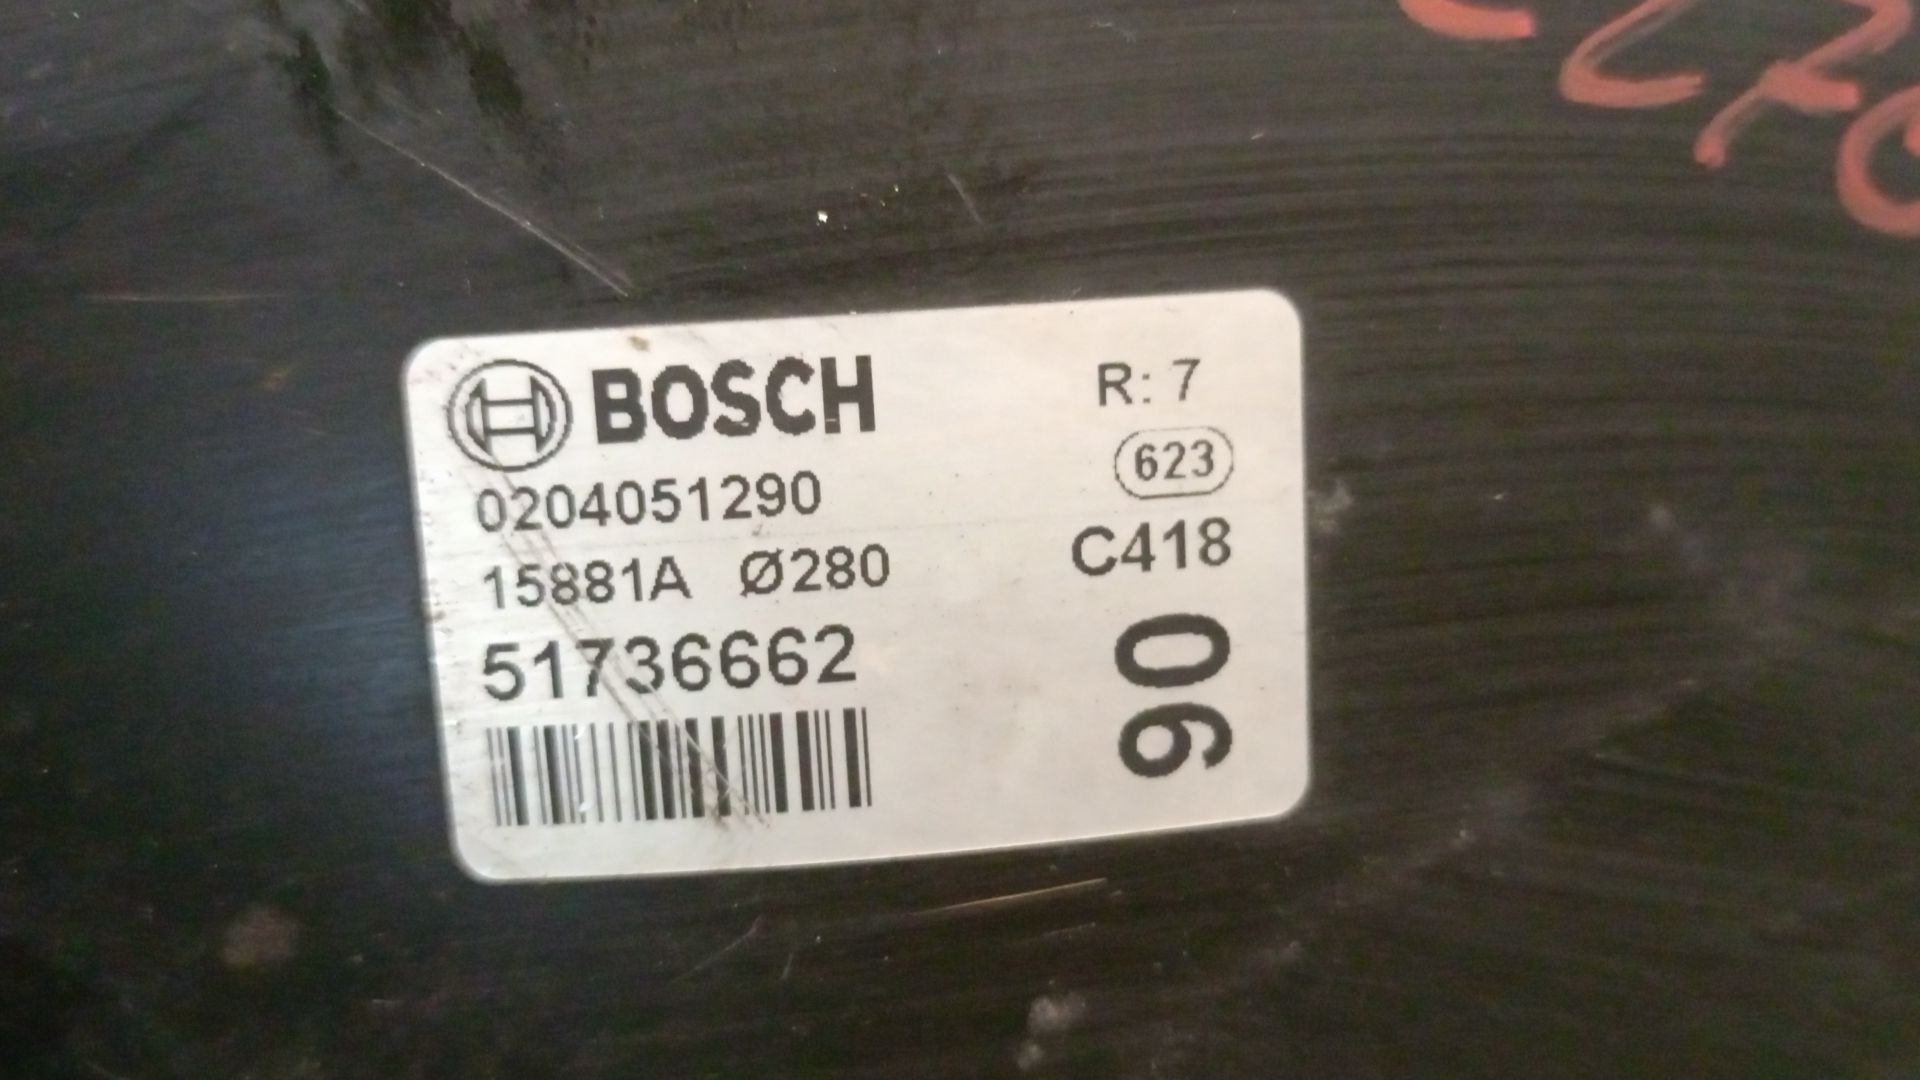 BOSCH
R: 7
0204051290
623
15881A Ø280
C418
51736662
90